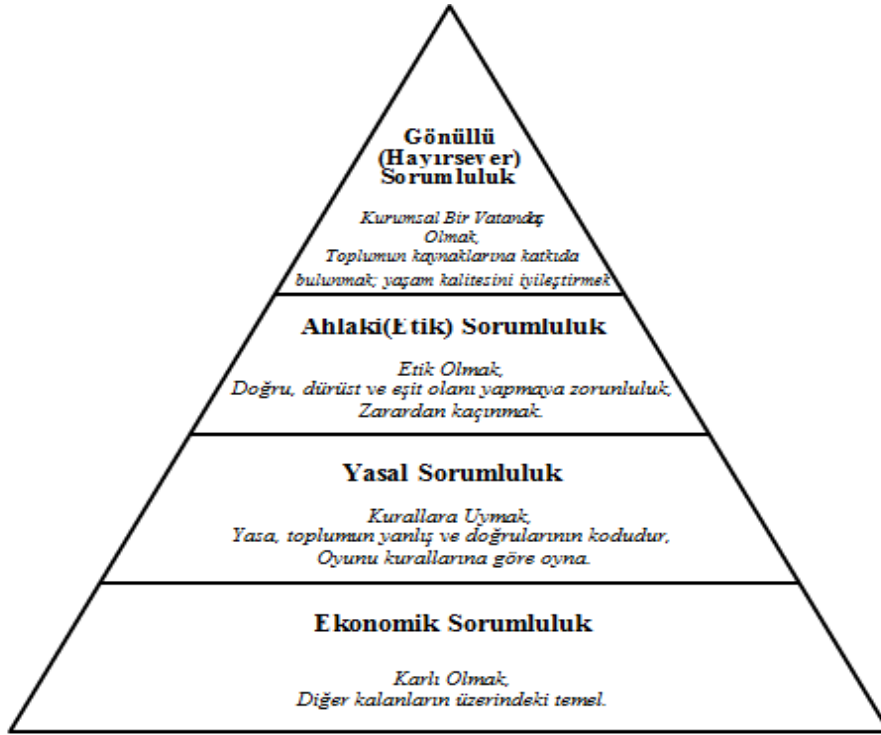 Gönüllü
(Hayırsever)
Sorumluluk
Kurumsal Bir Vatandaş
Olmak,
Toplumun kaynaklarına katkıda
bulunmak; yaşam kalitesini iyileştirmek
Ahlaki(Etik) Sorumluluk
Etik Olmak,
Doğru, dürüst ve eşit olanı yapmaya zorunluluk,
Zarardan kaçınmak.
Yasal Sorumluluk
Kurallara Uymak,
Yasa, toplumun yanlış ve doğrularının kodudur,
Oyunu kurallarına göre oyna.
Ekonomik Sorumluluk
Karlı Olmak,
Diğer kalanların üzerindeki temel.